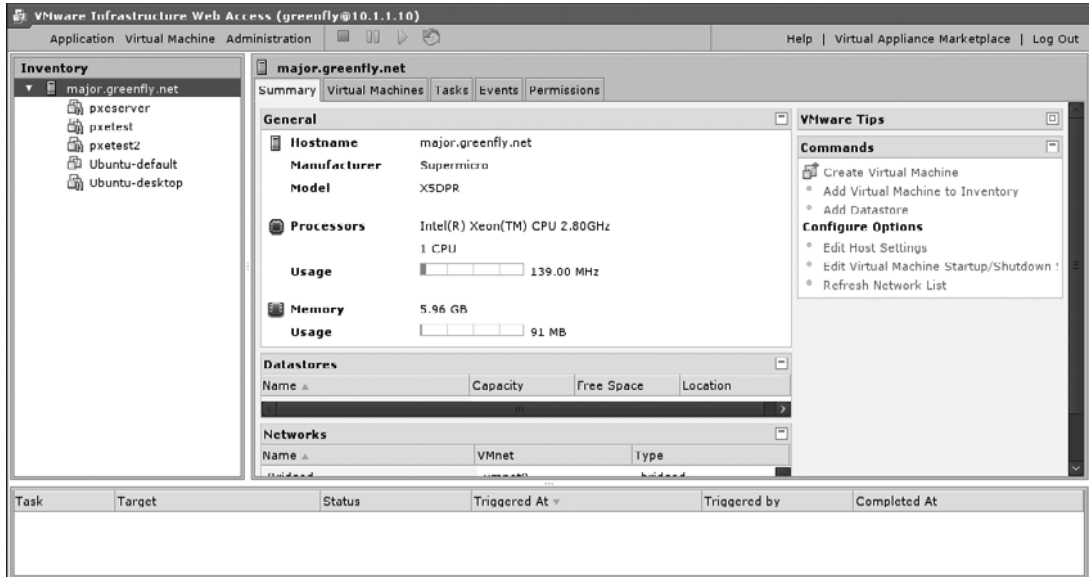 VMware Infrastructure Web Access (greenfly@10.1.1.10)
Application Virtual Machine Administration
Help | Virtual Appliance Marketplace | Log Out
Inventory
major.greenfly.net
pxeserver
pxetest
pxetest2
Ubuntu-default
Ubuntu-desktop
major.greenfly.net
Summary Virtual Machines Tasks Events Permissions
General
Hostname major.greenfly.net
Manufacturer Supermicro
Model X5DPR
Processors Intel(R) Xeon(TM) CPU 2.80GHz
1 CPU
Usage 139.00 MHz
Memory 5.96 GB
Usage 91 MB
Datastores
Name Capacity Free Space Location
Networks
Name VMnet Type
VMware Tips
Commands
Create Virtual Machine
Add Virtual Machine to Inventory
Add Datastore
Configure Options
Edit Host Settings
Edit Virtual Machine Startup/Shutdown
Refresh Network List
Task Target Status Triggered At Triggered by Completed At